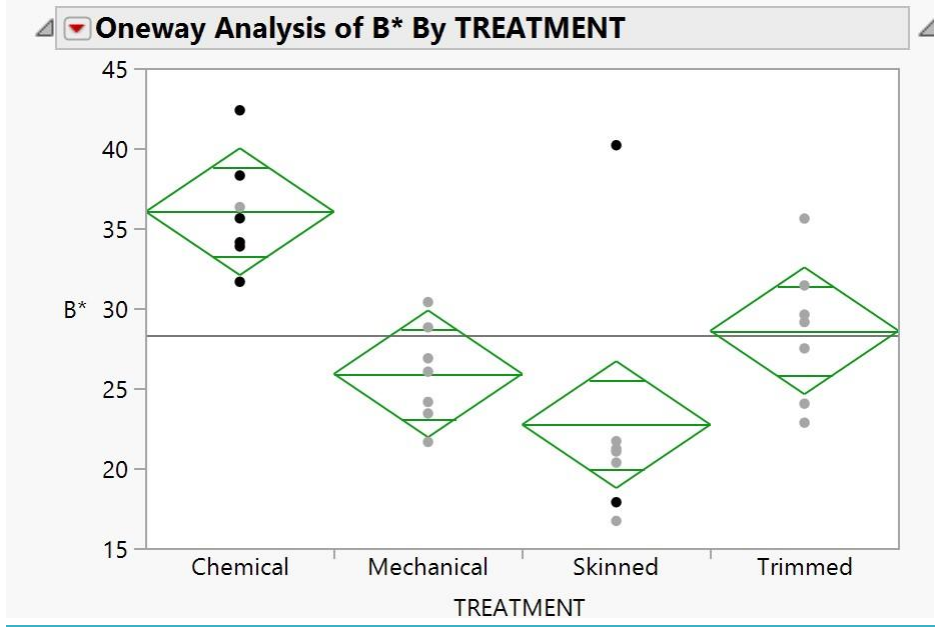 Oneway Analysis of B* By TREATMENT
45
40
35
B* 30
25
20
15
Chemical Mechanical Skinned Trimmed
TREATMENT